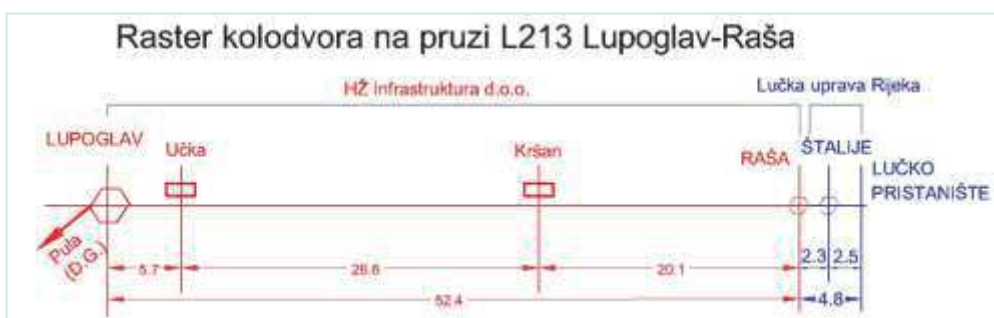 Raster kolodvora na pruzi L213 Lupoglav-Raša
HŽ Infrastruktura d.o.o.
Lučka uprava Rijeka
LUPOGLAV
Učka
Kršan
RAŠA
ŠTALIJE
LUČKO
PRISTANIŠTE
Pula
(D.G.)
5.7
26.6
20.1
2.3
2.5
52.4
4.8